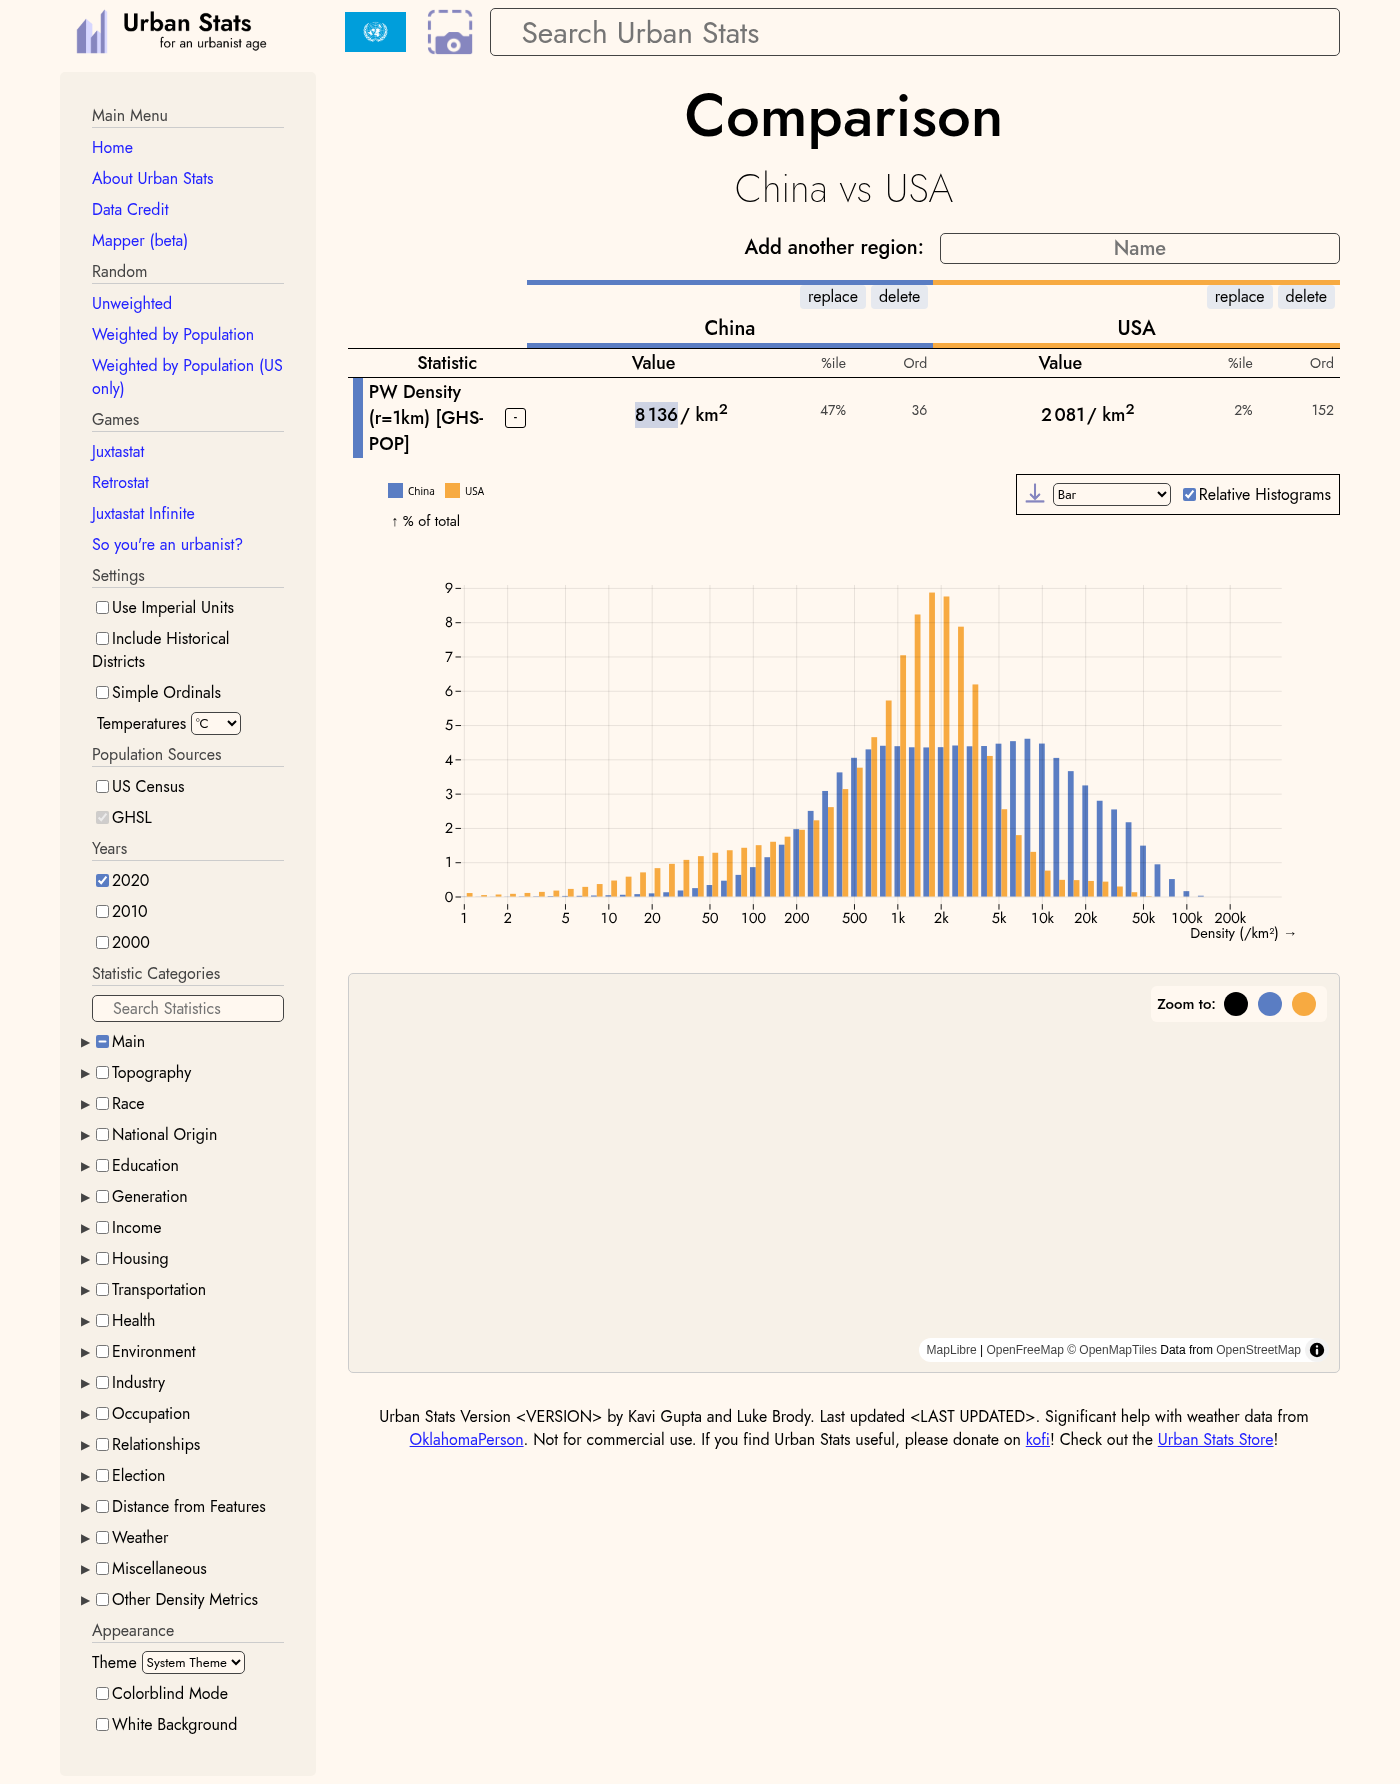 Urban Stats
for an urbanist age
Search Urban Stats
Main Menu
Home
About Urban Stats
Data Credit
Mapper (beta)
Random
Unweighted
Weighted by Population
Weighted by Population (US
only)
Games
Juxtastat
Retrostat
Juxtastat Infinite
So you're an urbanist?
Settings
Use Imperial Units
Include Historical
Districts
Simple Ordinals
Temperatures °C
Population Sources
US Census
GHSL
Years
2020
2010
2000
Statistic Categories
Search Statistics
▶ Main
▶ Topography
▶ Race
▶ National Origin
▶ Education
▶ Generation
▶ Income
▶ Housing
▶ Transportation
▶ Health
▶ Environment
▶ Industry
▶ Occupation
▶ Relationships
▶ Election
▶ Distance from Features
▶ Weather
▶ Miscellaneous
▶ Other Density Metrics
Appearance
Theme System Theme
Colorblind Mode
White Background
Comparison
China vs USA
Add another region: Name
replace delete replace delete
China USA
Statistic Value %ile Ord Value %ile Ord
PW Density
(r=1km) [GHS-
POP]
- 8 136 / km² 47% 36 2 081 / km² 2% 152
China USA
Bar Relative Histograms
↑ % of total
9
8
7
6
5
4
3
2
1
0
1 2 5 10 20 50 100 200 500 1k 2k 5k 10k 20k 50k 100k 200k
Density (/km²) →
Zoom to:
MapLibre | OpenFreeMap © OpenMapTiles Data from OpenStreetMap
Urban Stats Version <VERSION> by Kavi Gupta and Luke Brody. Last updated <LAST UPDATED>. Significant help with weather data from
OklahomaPerson. Not for commercial use. If you find Urban Stats useful, please donate on kofi! Check out the Urban Stats Store!